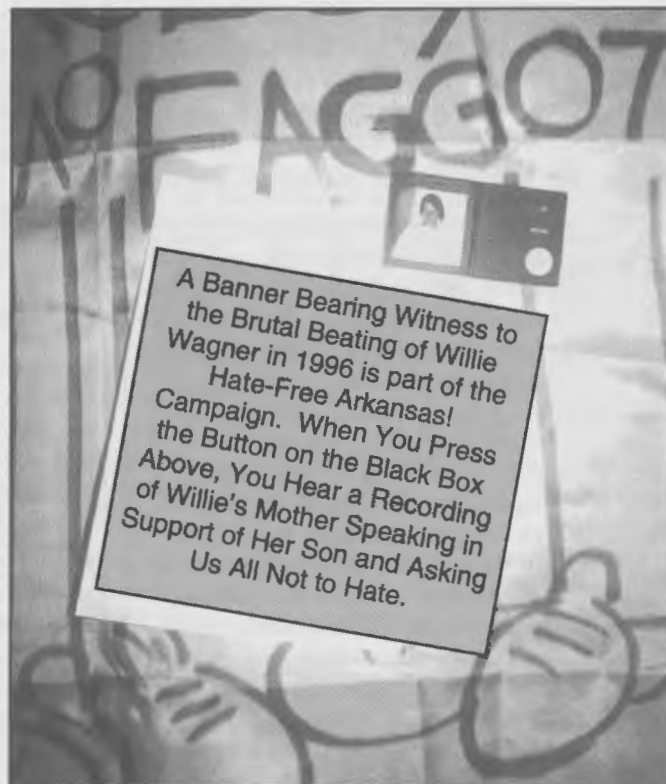 NO FAGGOT
A Banner Bearing Witness to
the Brutal Beating of Willie
Wagner in 1996 is part of the
Hate-Free Arkansas!
Campaign. When You Press
the Button on the Black Box
Above, You Hear a Recording
of Willie's Mother Speaking in
Support of Her Son and Asking
Us All Not to Hate.